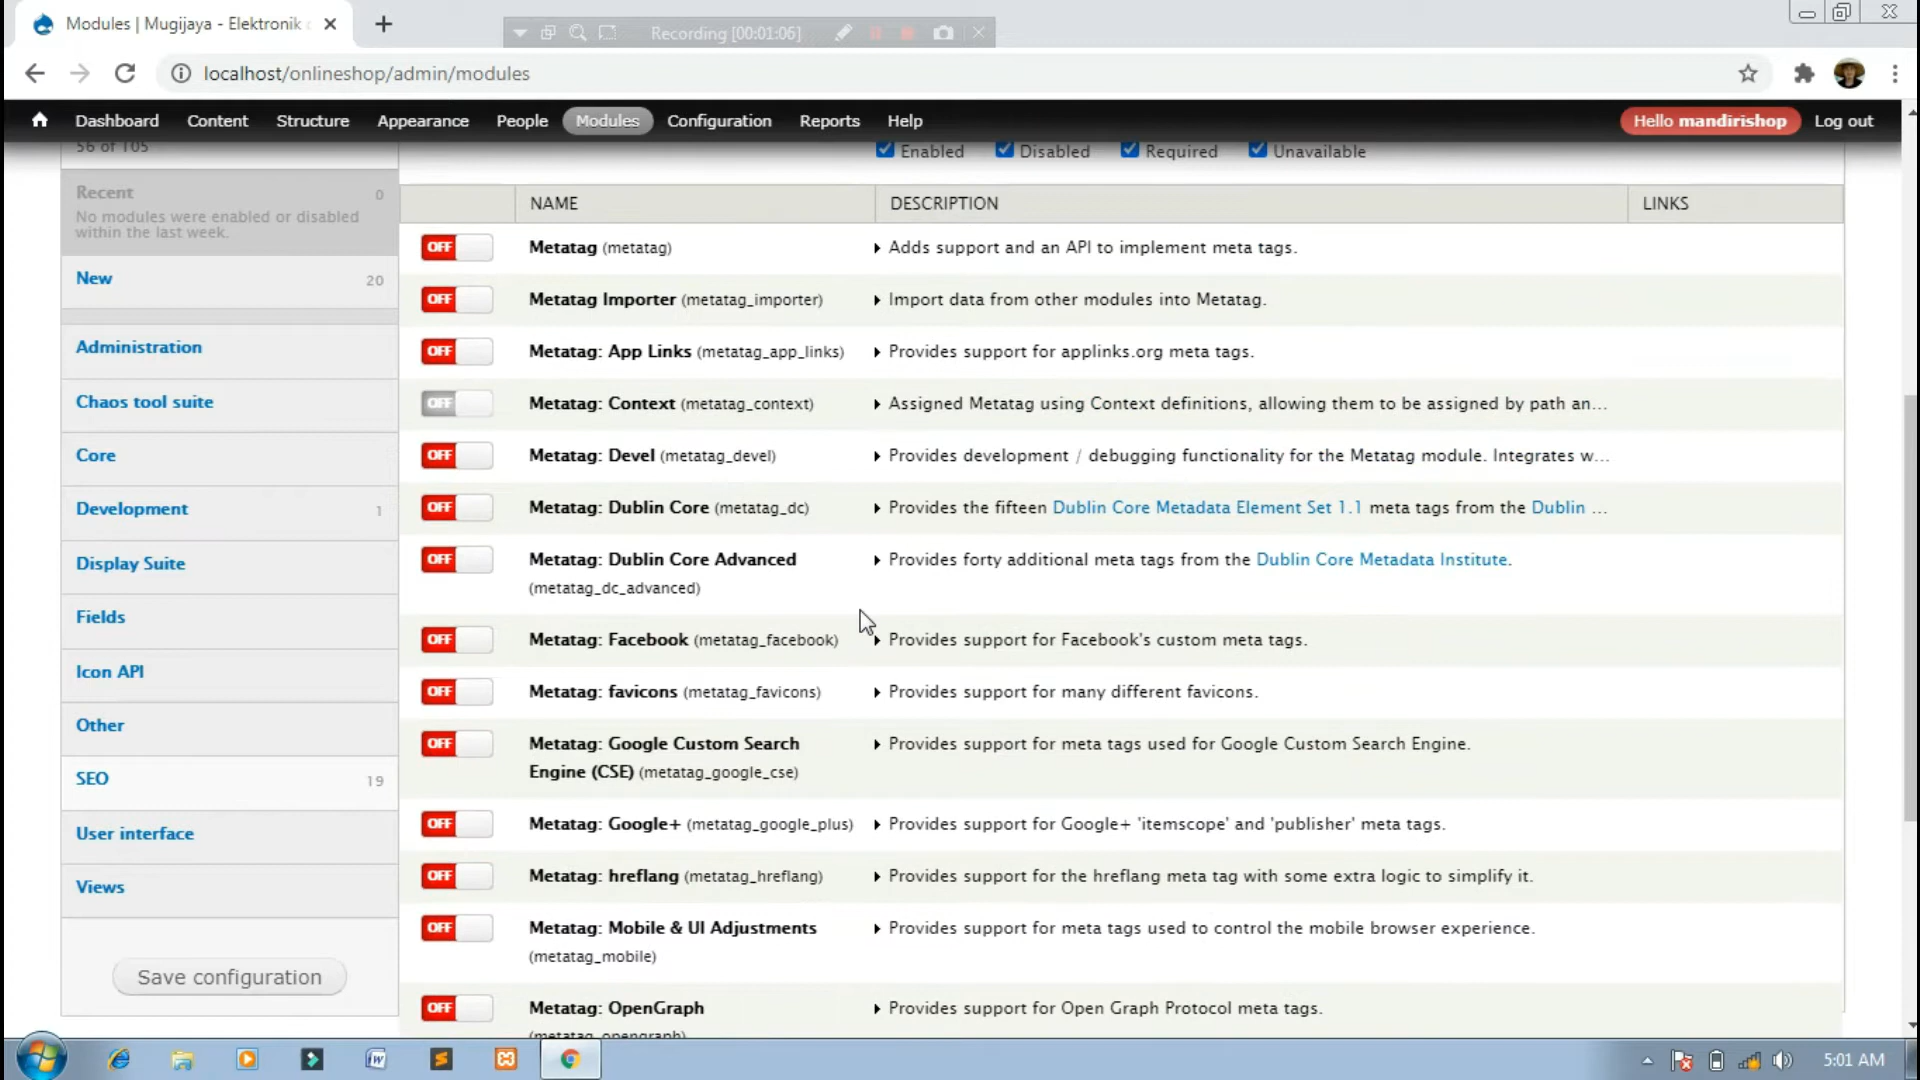 Modules | Mugijaya - Elektronik
Recording [00:01:06]
localhost/onlineshop/admin/modules
Dashboard Content Structure Appearance People Modules Configuration Reports Help Hello mandirishop Log out
56 of 105
Enabled Disabled Required Unavailable
Recent 0
No modules were enabled or disabled
within the last week.
New 20
Administration
Chaos tool suite
Core
Development 1
Display Suite
Fields
Icon API
Other
SEO 19
User interface
Views
Save configuration
NAME DESCRIPTION LINKS
OFF Metatag (metatag) Adds support and an API to implement meta tags.
OFF Metatag Importer (metatag_importer) Import data from other modules into Metatag.
OFF Metatag: App Links (metatag_app_links) Provides support for applinks.org meta tags.
OFF Metatag: Context (metatag_context) Assigned Metatag using Context definitions, allowing them to be assigned by path an...
OFF Metatag: Devel (metatag_devel) Provides development / debugging functionality for the Metatag module. Integrates w...
OFF Metatag: Dublin Core (metatag_dc) Provides the fifteen Dublin Core Metadata Element Set 1.1 meta tags from the Dublin ...
OFF Metatag: Dublin Core Advanced Provides forty additional meta tags from the Dublin Core Metadata Institute.
(metatag_dc_advanced)
OFF Metatag: Facebook (metatag_facebook) Provides support for Facebook's custom meta tags.
OFF Metatag: favicons (metatag_favicons) Provides support for many different favicons.
OFF Metatag: Google Custom Search Provides support for meta tags used for Google Custom Search Engine.
Engine (CSE) (metatag_google_cse)
OFF Metatag: Google+ (metatag_google_plus) Provides support for Google+ 'itemscope' and 'publisher' meta tags.
OFF Metatag: hreflang (metatag_hreflang) Provides support for the hreflang meta tag with some extra logic to simplify it.
OFF Metatag: Mobile & UI Adjustments Provides support for meta tags used to control the mobile browser experience.
(metatag_mobile)
OFF Metatag: OpenGraph Provides support for Open Graph Protocol meta tags.
(metatag_opengraph)
5:01 AM